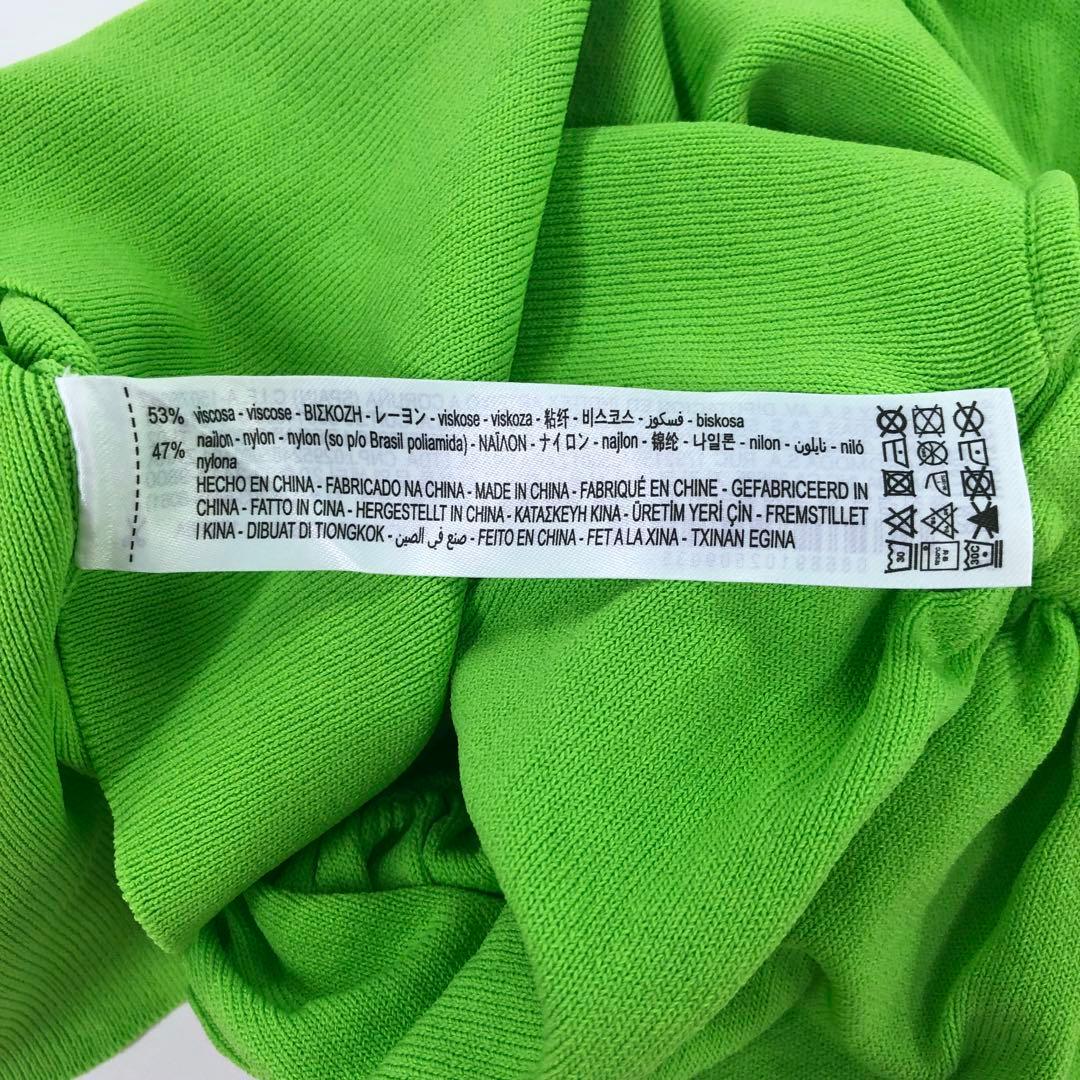 53% viscosa - viscose - ΒΙΣΚΟΖΗ - レーヨン - viskose - viskoza - 粘纤 - 비스코스 - فسكوز - biskosa
47% naílon - nylon - nylon (so p/o Brasil poliamida) - ΝΑΪΛΟΝ - ナイロン - najlon - 锦纶 - 나일론 - nilon - نايلون - niló
nylona
HECHO EN CHINA - FABRICADO NA CHINA - MADE IN CHINA - FABRIQUÉ EN CHINE - GEFABRICEERD IN
CHINA - FATTO IN CINA - HERGESTELLT IN CHINA - ΚΑΤΑΣΚΕΥΗ ΚΙΝΑ - ÜRETİM YERİ ÇİN - FREMSTILLET
I KINA - DIBUAT DI TIONGKOK - صنع في الصين - FEITO EN CHINA - FET A LA XINA - TXINAN EGINA
30 30C